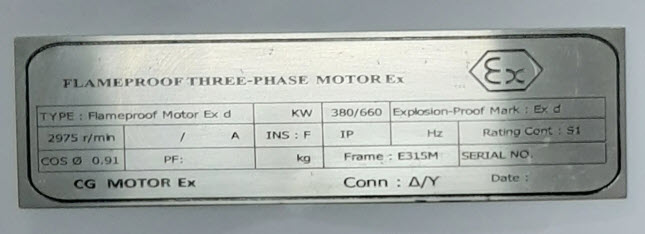 Ex
FLAMEPROOF THREE-PHASE MOTOR Ex
TYPE : Flameproof Motor Ex d KW 380/660 Explosion-Proof Mark : Ex d
2975 r/min / A INS : F IP Hz Rating Cont : S1
COS Ø 0.91 PF: kg Frame : E315M SERIAL NO.
CG MOTOR Ex Conn : Δ/Y Date :